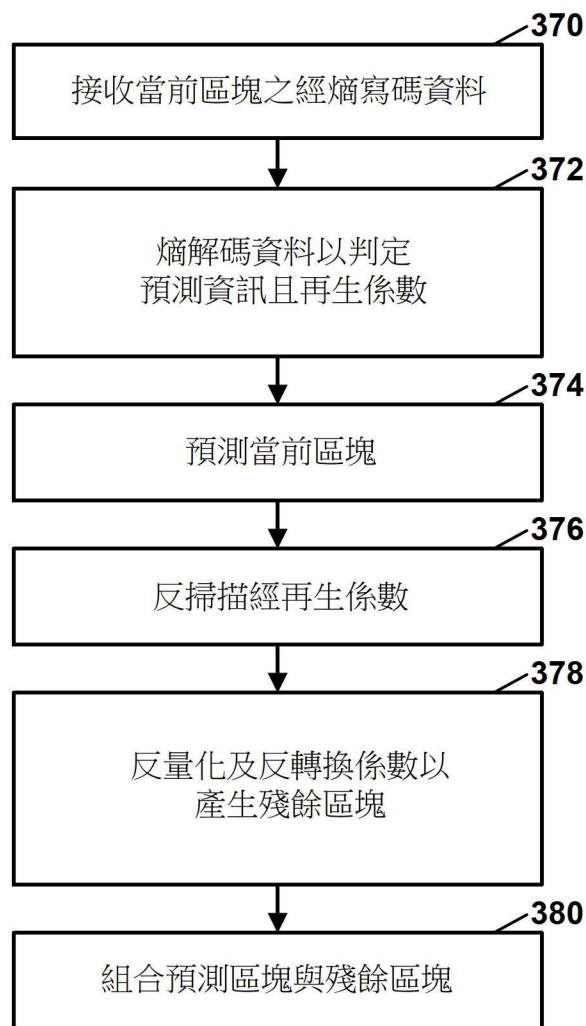 370
接收當前區塊之經熵寫碼資料
372
熵解碼資料以判定
預測資訊且再生係數
374
預測當前區塊
376
反掃描經再生係數
378
反量化及反轉換係數以
產生殘餘區塊
380
組合預測區塊與殘餘區塊